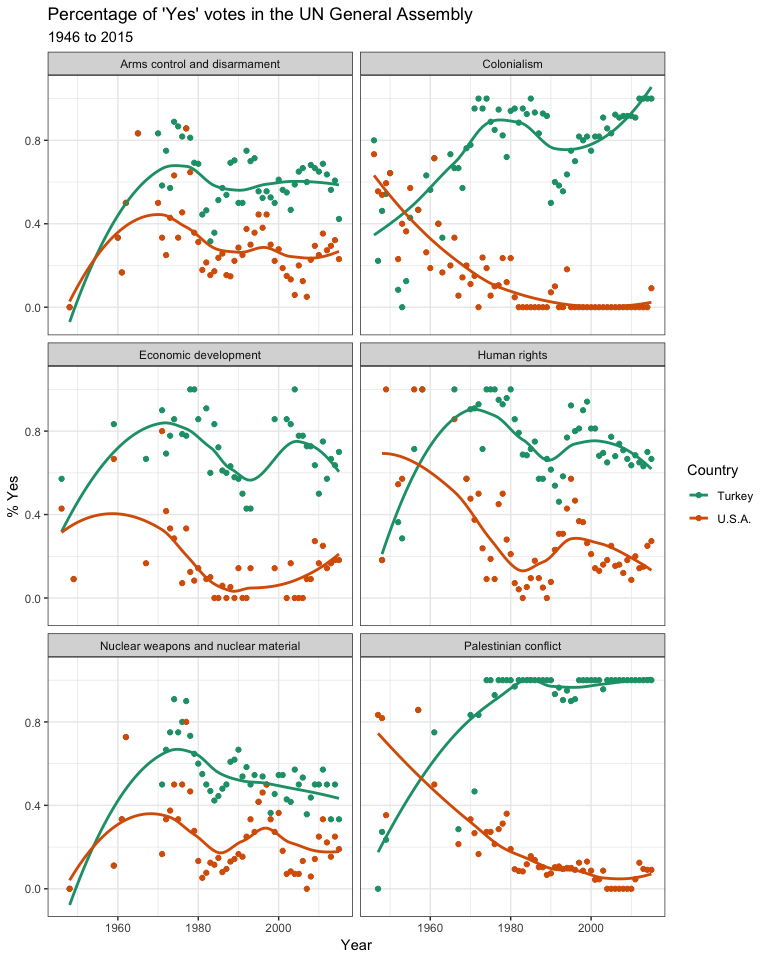 Percentage of 'Yes' votes in the UN General Assembly
1946 to 2015
Arms control and disarmament
Colonialism
0.8
0.4
0.0
Economic development
Human rights
0.8
0.4
0.0
% Yes
Country
Turkey
U.S.A.
Nuclear weapons and nuclear material
Palestinian conflict
0.8
0.4
0.0
1960 1980 2000
1960 1980 2000
Year